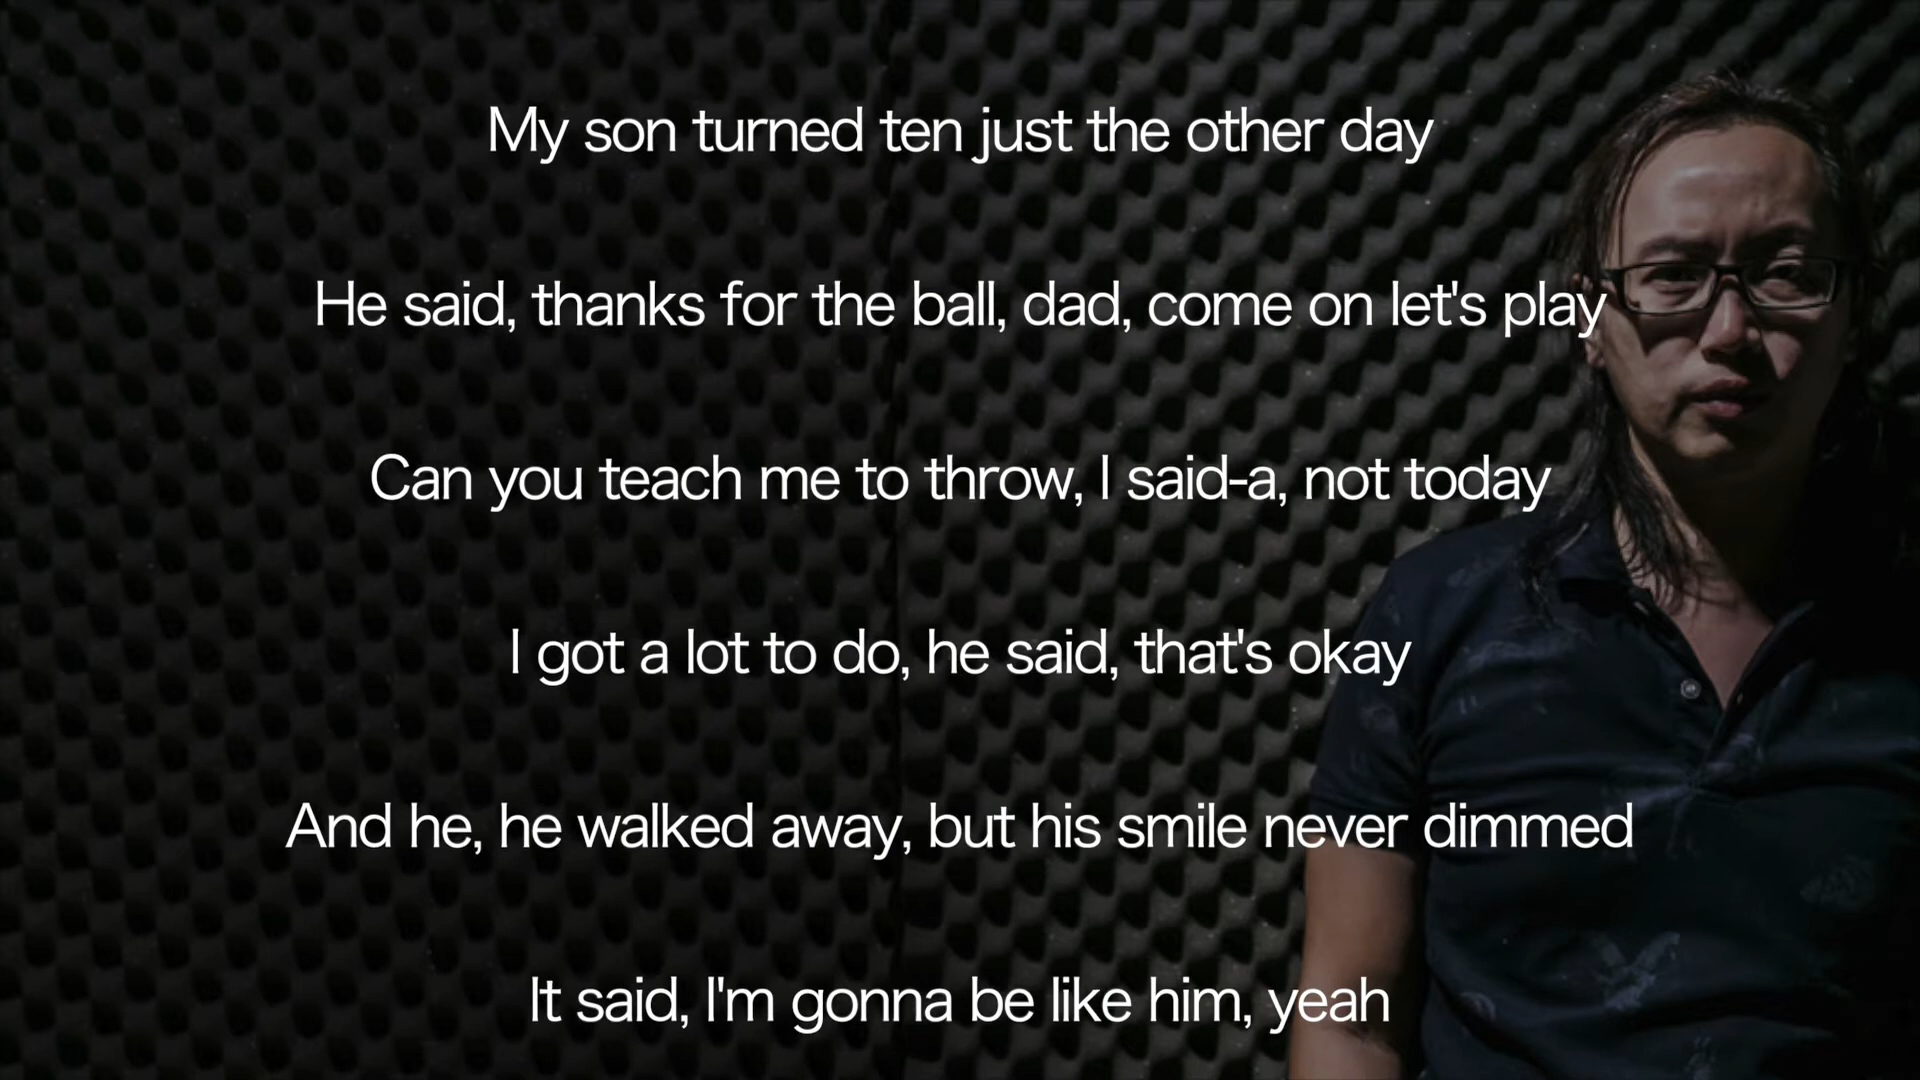 My son turned ten just the other day
He said, thanks for the ball, dad, come on let's play
Can you teach me to throw, I said-a, not today
I got a lot to do, he said, that's okay
And he, he walked away, but his smile never dimmed
It said, I'm gonna be like him, yeah